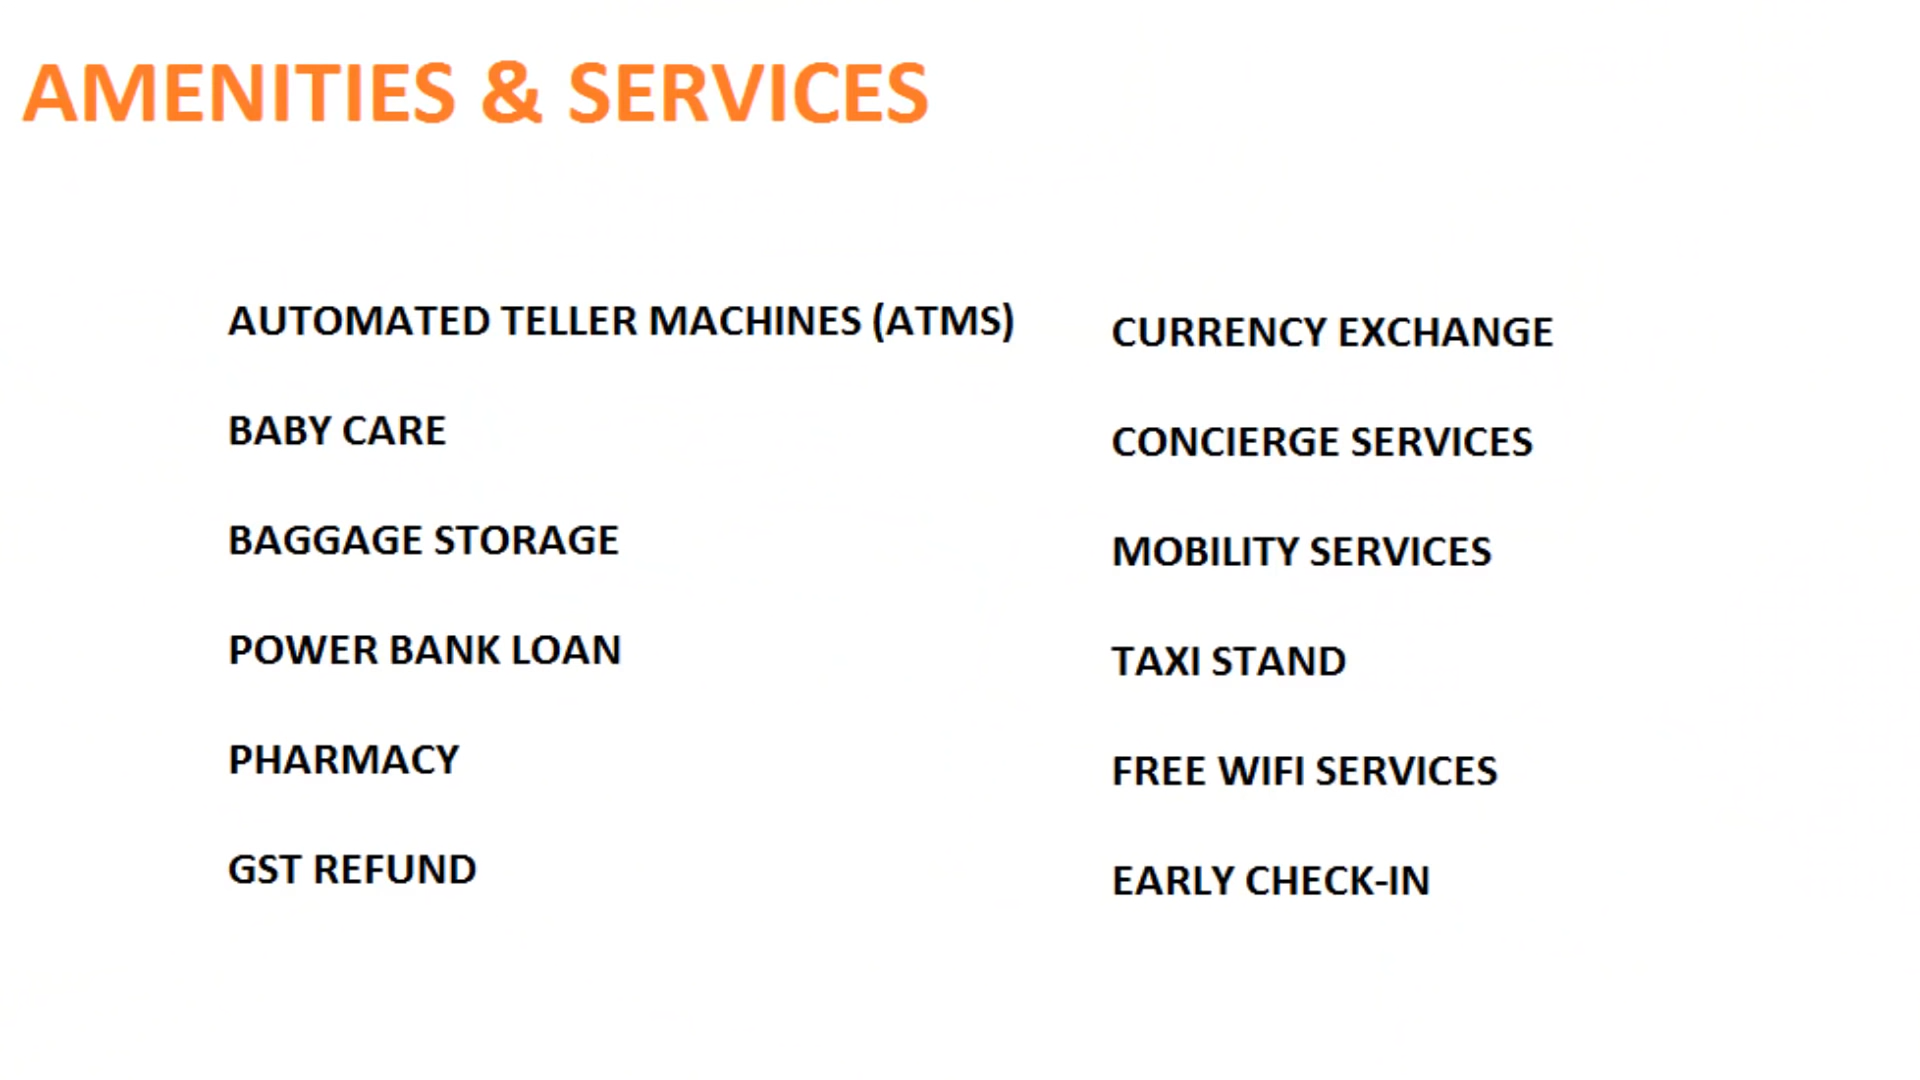 AMENITIES & SERVICES
AUTOMATED TELLER MACHINES (ATMS)
BABY CARE
BAGGAGE STORAGE
POWER BANK LOAN
PHARMACY
GST REFUND
CURRENCY EXCHANGE
CONCIERGE SERVICES
MOBILITY SERVICES
TAXI STAND
FREE WIFI SERVICES
EARLY CHECK-IN